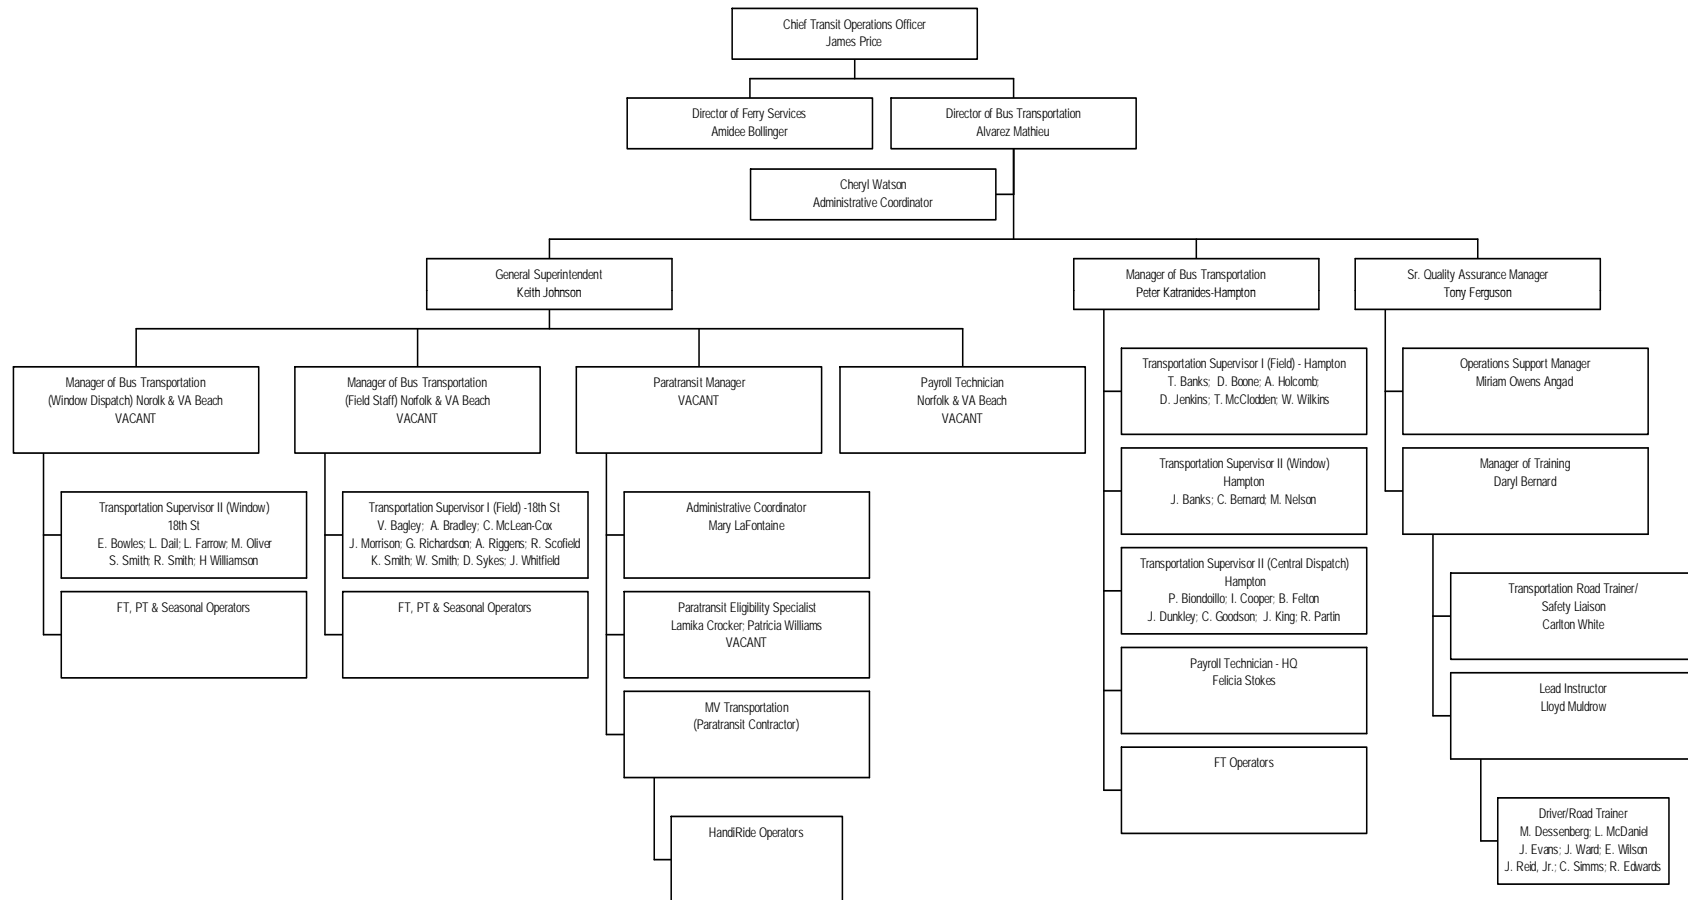 Chief Transit Operations Officer
James Price
Director of Ferry Services
Amidee Bollinger
Director of Bus Transportation
Alvarez Mathieu
Cheryl Watson
Administrative Coordinator
General Superintendent
Keith Johnson
Manager of Bus Transportation
Peter Katranides-Hampton
Sr. Quality Assurance Manager
Tony Ferguson
Manager of Bus Transportation
(Window Dispatch) Norolk & VA Beach
VACANT
Manager of Bus Transportation
(Field Staff) Norfolk & VA Beach
VACANT
Paratransit Manager
VACANT
Payroll Technician
Norfolk & VA Beach
VACANT
Transportation Supervisor II (Window)
18th St
E. Bowles; L. Dail; L. Farrow; M. Oliver
S. Smith; R. Smith; H Williamson
FT, PT & Seasonal Operators
Transportation Supervisor I (Field) -18th St
V. Bagley; A. Bradley; C. McLean-Cox
J. Morrison; G. Richardson; A. Riggens; R. Scofield
K. Smith; W. Smith; D. Sykes; J. Whitfield
FT, PT & Seasonal Operators
Administrative Coordinator
Mary LaFontaine
Paratransit Eligibility Specialist
Lamika Crocker; Patricia Williams
VACANT
MV Transportation
(Paratransit Contractor)
HandiRide Operators
Transportation Supervisor I (Field) - Hampton
T. Banks; D. Boone; A. Holcomb;
D. Jenkins; T. McClodden; W. Wilkins
Transportation Supervisor II (Window)
Hampton
J. Banks; C. Bernard; M. Nelson
Transportation Supervisor II (Central Dispatch)
Hampton
P. Biondoillo; I. Cooper; B. Felton
J. Dunkley; C. Goodson; J. King; R. Partin
Payroll Technician - HQ
Felicia Stokes
FT Operators
Operations Support Manager
Miriam Owens Angad
Manager of Training
Daryl Bernard
Transportation Road Trainer/
Safety Liaison
Carlton White
Lead Instructor
Lloyd Muldrow
Driver/Road Trainer
M. Dessenberg; L. McDaniel
J. Evans; J. Ward; E. Wilson
J. Reid, Jr.; C. Simms; R. Edwards